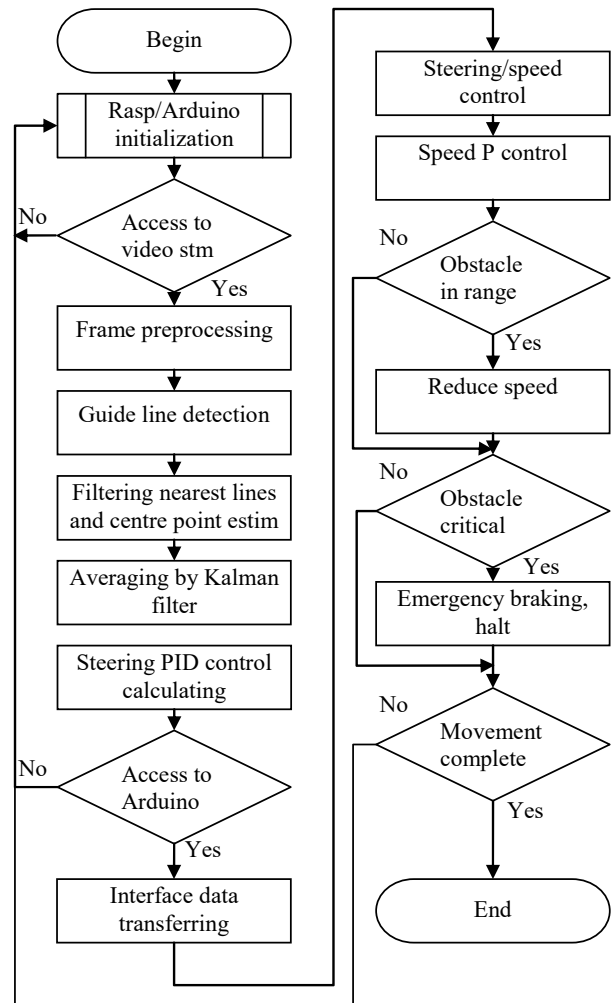 Begin
Rasp/Arduino
initialization
No
Access to
video stm
Yes
Frame preprocessing
Guide line detection
Filtering nearest lines
and centre point estim
Averaging by Kalman
filter
Steering PID control
calculating
No
Access to
Arduino
Yes
Interface data
transferring
Steering/speed
control
Speed P control
No
Obstacle
in range
Yes
Reduce speed
No
Obstacle
critical
Yes
Emergency braking,
halt
No
Movement
complete
Yes
End